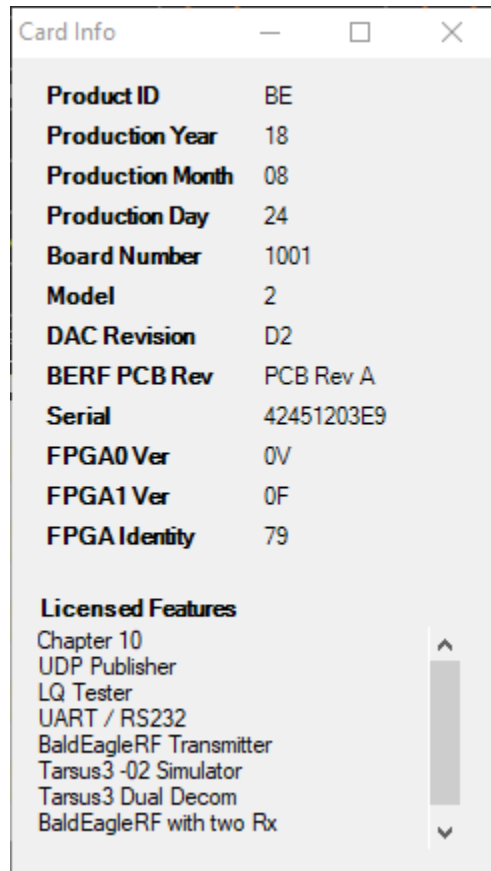 Card Info
Product ID BE
Production Year 18
Production Month 08
Production Day 24
Board Number 1001
Model 2
DAC Revision D2
BERF PCB Rev PCB Rev A
Serial 42451203E9
FPGA0 Ver 0V
FPGA1 Ver 0F
FPGA Identity 79
Licensed Features
Chapter 10
UDP Publisher
LQ Tester
UART / RS232
BaldEagleRF Transmitter
Tarsus3 -02 Simulator
Tarsus3 Dual Decom
BaldEagleRF with two Rx